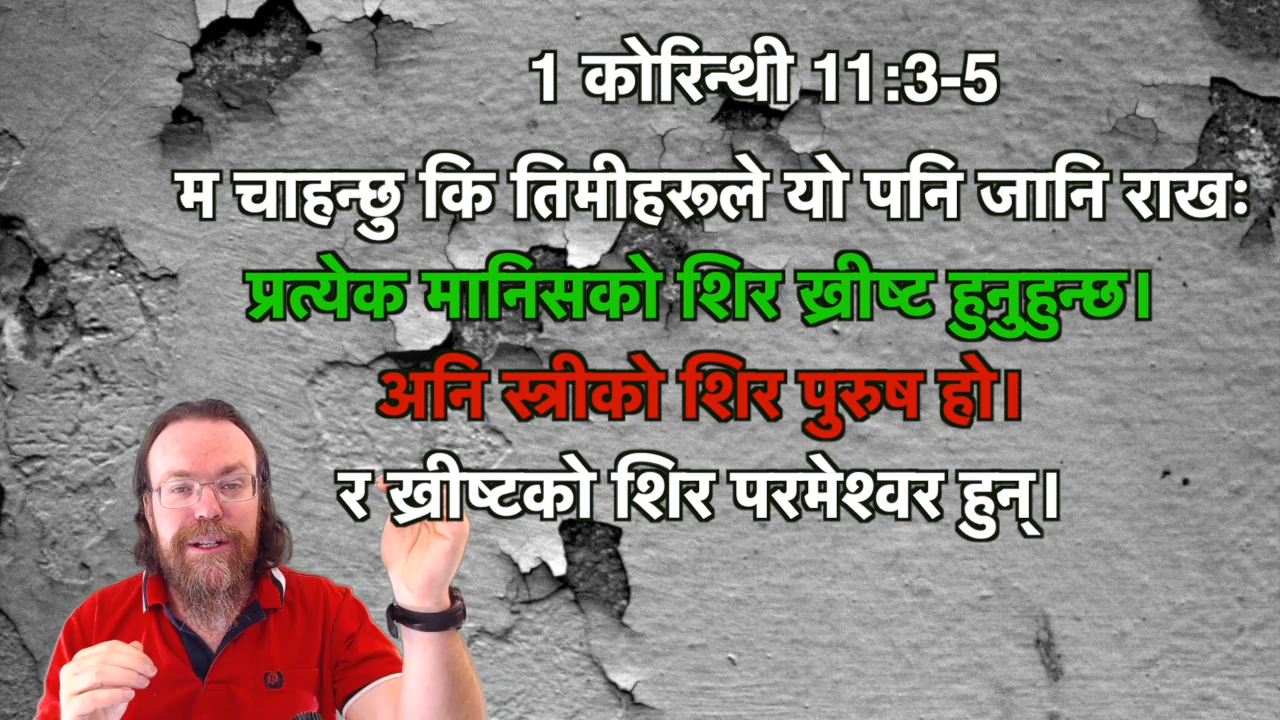 1 कोरिन्थी 11:3-5
म चाहन्छु कि तिमीहरूले यो पनि जानि राखः
प्रत्येक मानिसको शिर ख्रीष्ट हुनुहुन्छ।
अनि स्त्रीको शिर पुरुष हो।
र ख्रीष्टको शिर परमेश्वर हुन्।